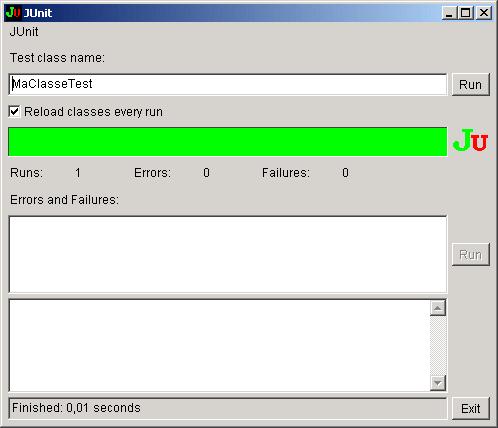 JU JUnit
JUnit
Test class name:
MaClasseTest
Run
Reload classes every run
JU
Runs: 1 Errors: 0 Failures: 0
Errors and Failures:
Run
Finished: 0,01 seconds
Exit